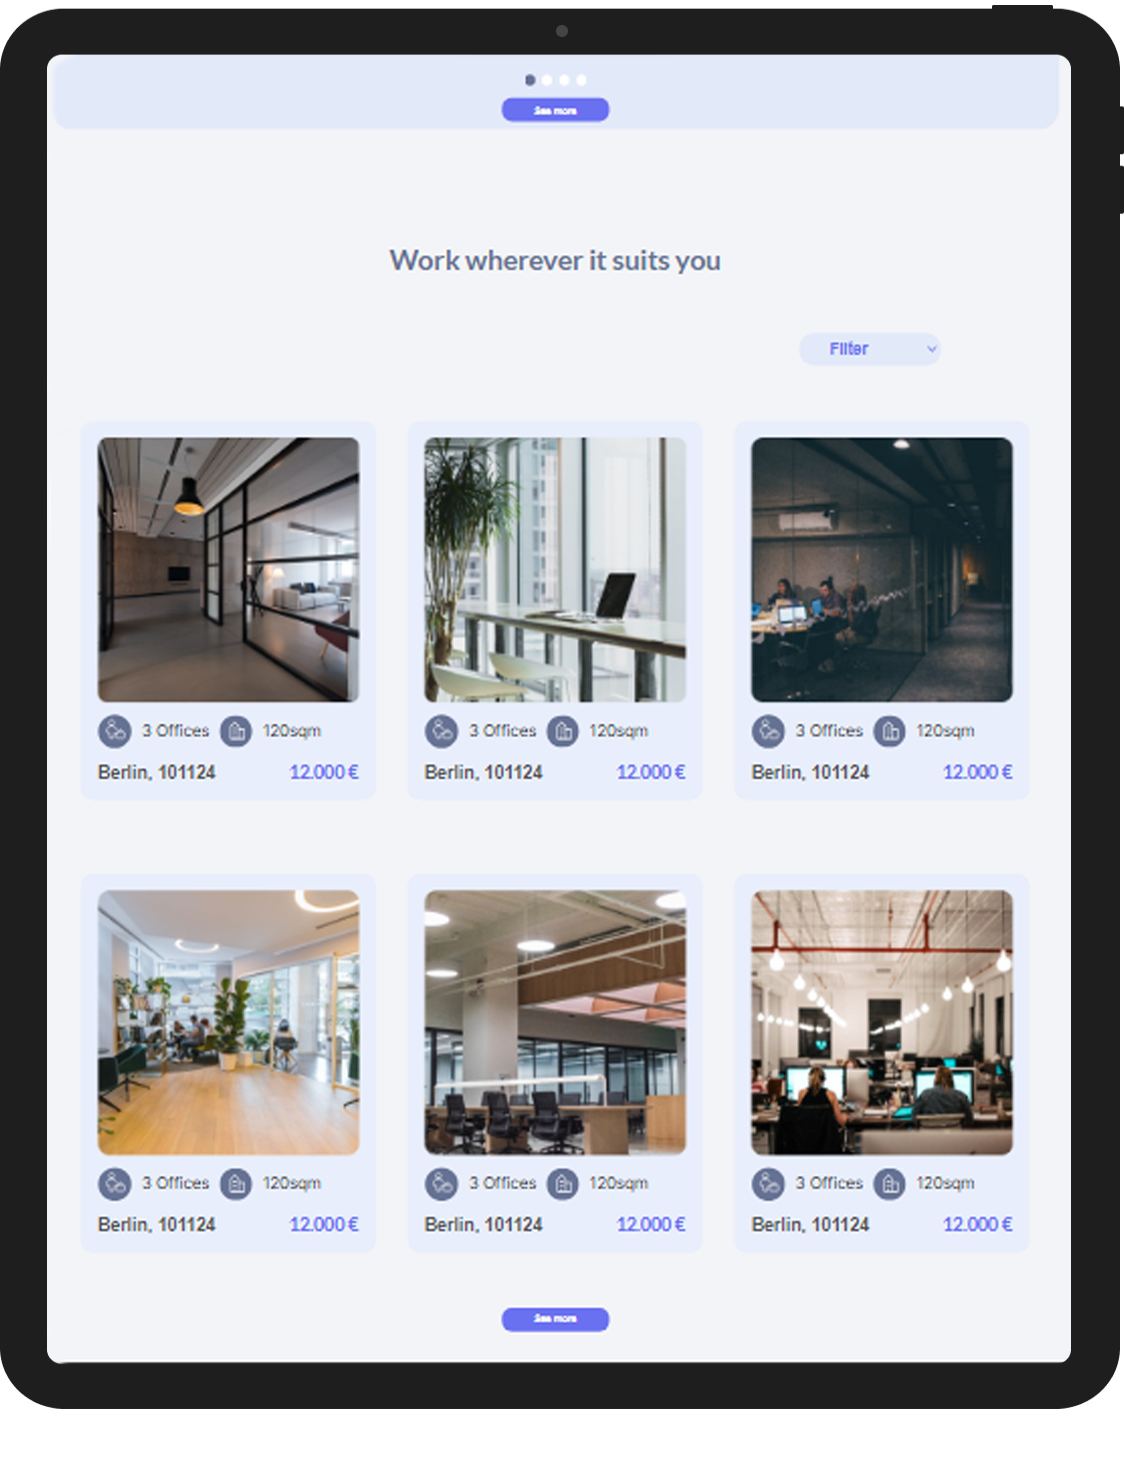 See more
Work wherever it suits you
Filter
3 Offices 120sqm
Berlin, 101124 12.000 €
3 Offices 120sqm
Berlin, 101124 12.000 €
3 Offices 120sqm
Berlin, 101124 12.000 €
3 Offices 120sqm
Berlin, 101124 12.000 €
3 Offices 120sqm
Berlin, 101124 12.000 €
3 Offices 120sqm
Berlin, 101124 12.000 €
See more